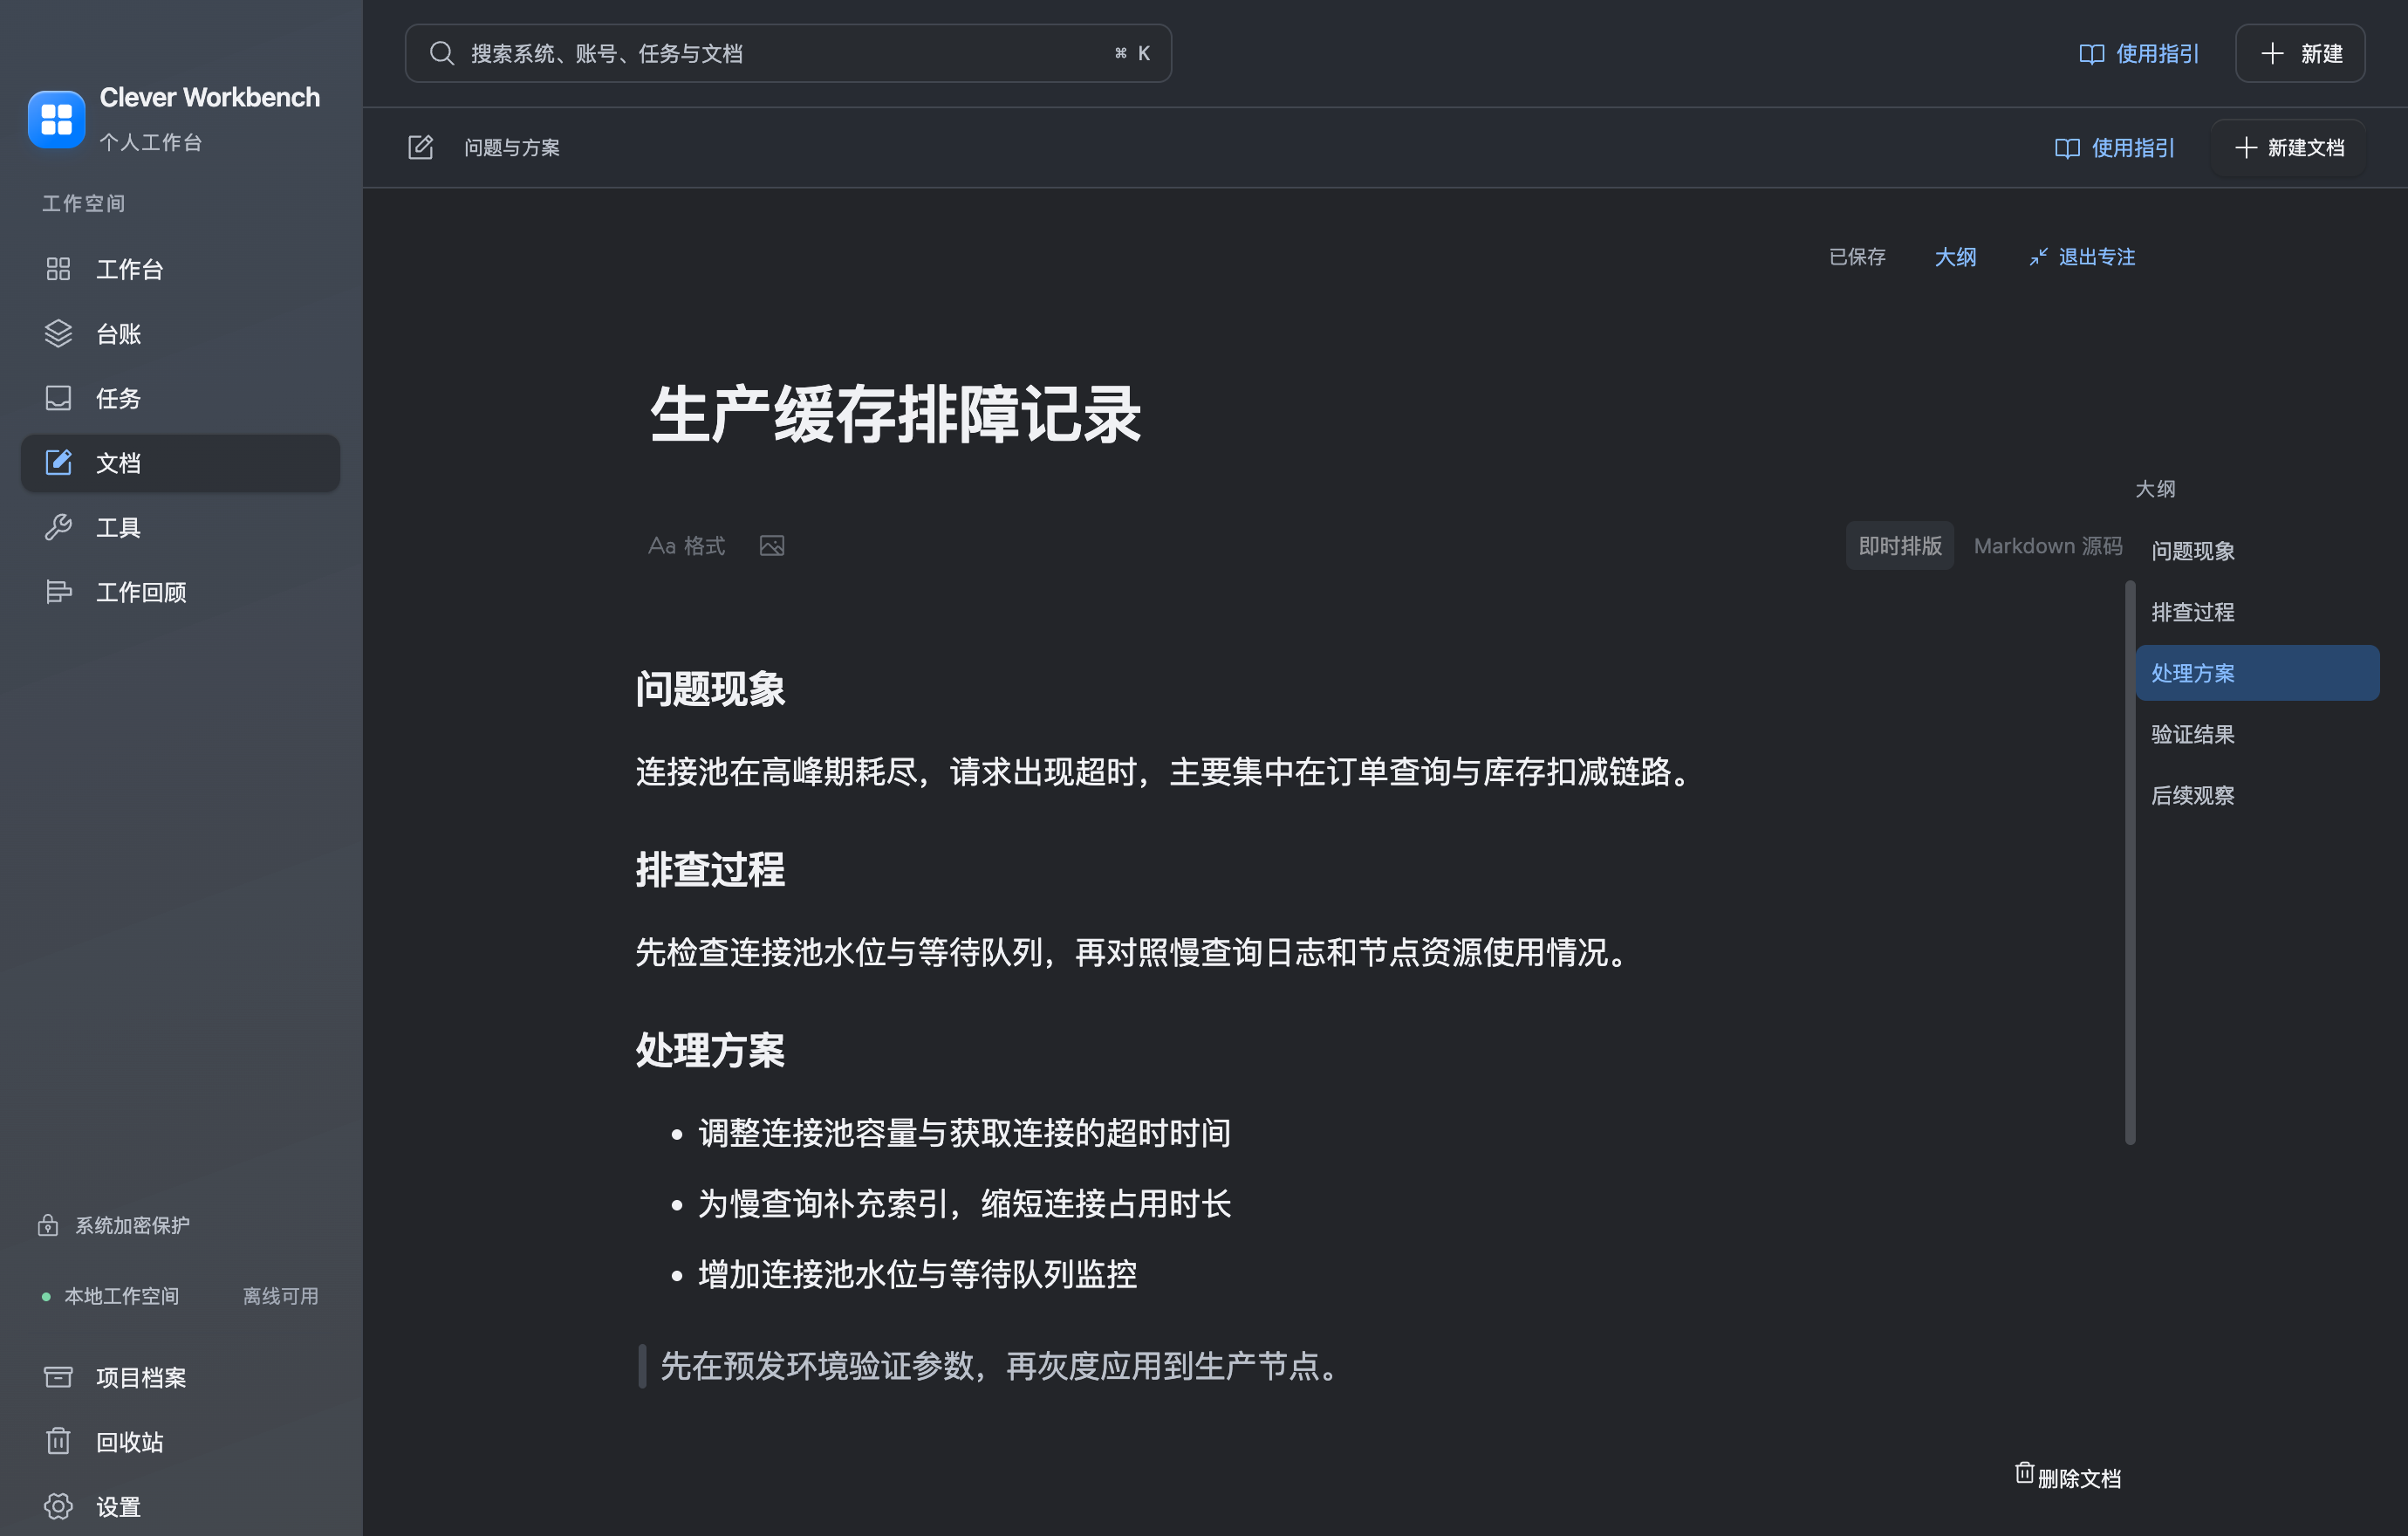 Clever Workbench
个人工作台
工作空间
工作台
台账
任务
文档
工具
工作回顾
系统加密保护
本地工作空间 离线可用
项目档案
回收站
设置
搜索系统、账号、任务与文档 ⌘ K
使用指引 新建
问题与方案
使用指引 新建文档
已保存 大纲 退出专注
生产缓存排障记录
Aa 格式
即时排版 Markdown 源码
问题现象
连接池在高峰期耗尽，请求出现超时，主要集中在订单查询与库存扣减链路。
排查过程
先检查连接池水位与等待队列，再对照慢查询日志和节点资源使用情况。
处理方案
• 调整连接池容量与获取连接的超时时间
• 为慢查询补充索引，缩短连接占用时长
• 增加连接池水位与等待队列监控
先在预发环境验证参数，再灰度应用到生产节点。
删除文档
大纲
问题现象
排查过程
处理方案
验证结果
后续观察